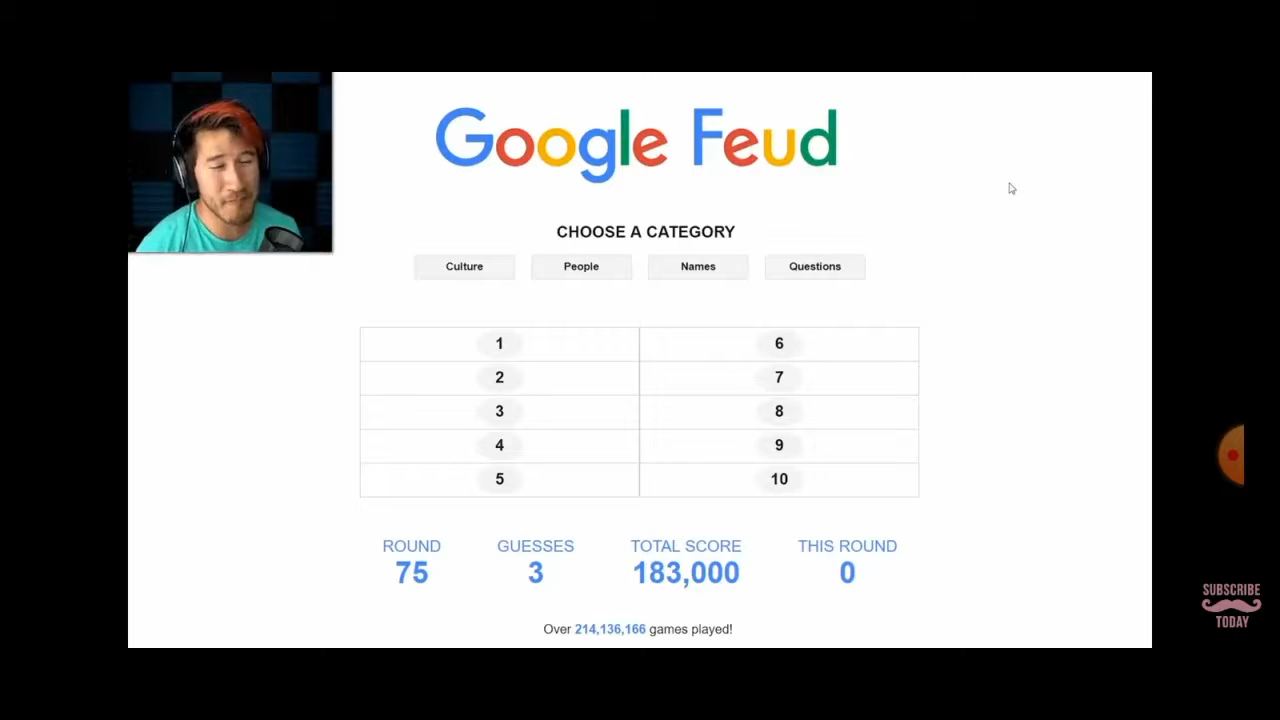 Google Feud
CHOOSE A CATEGORY
Culture People Names Questions
1 6
2 7
3 8
4 9
5 10
ROUND GUESSES TOTAL SCORE THIS ROUND
75 3 183,000 0
Over 214,136,166 games played!
SUBSCRIBE
TODAY